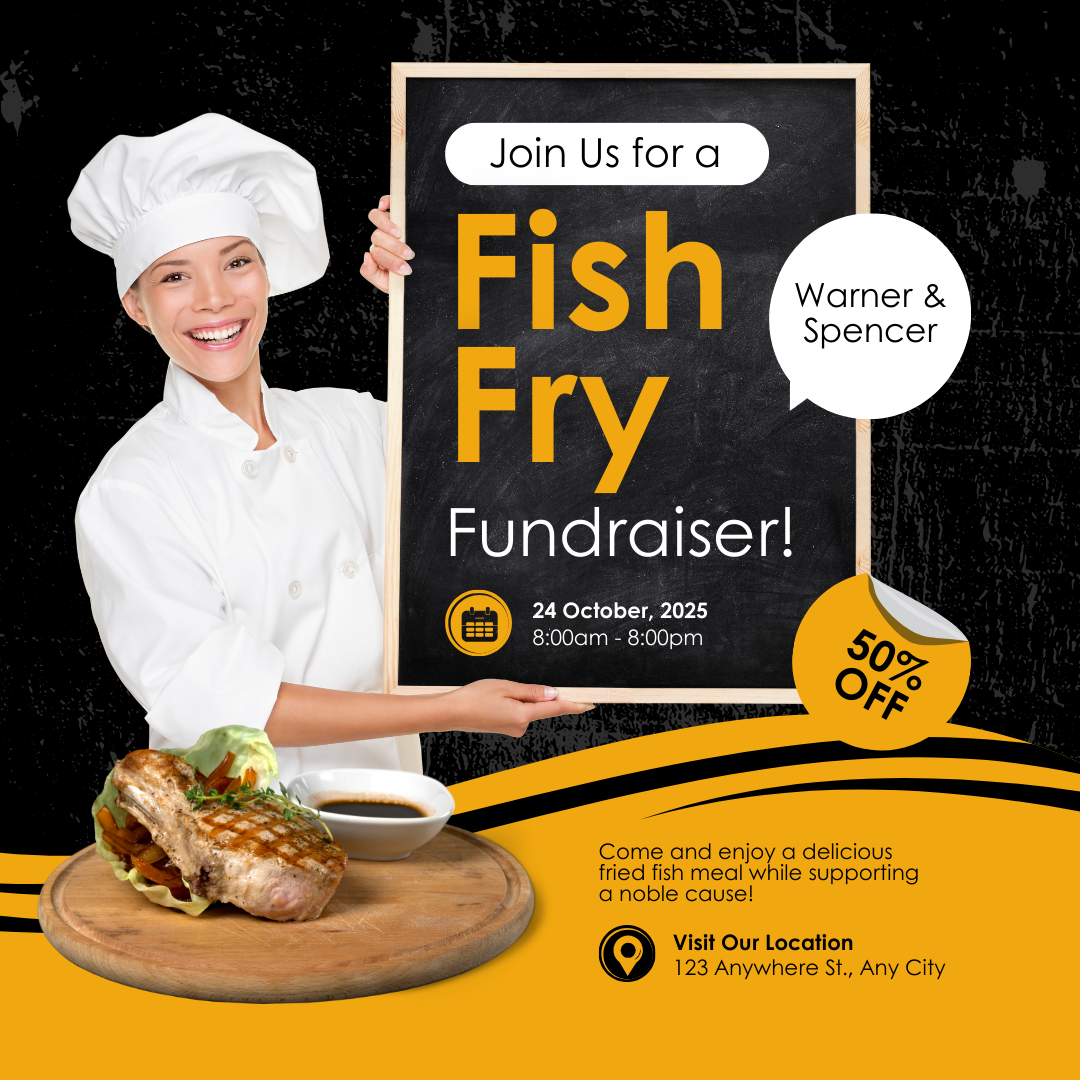 Join Us for a
Fish
Fry
Fundraiser!
Warner &
Spencer
24 October, 2025
8:00am - 8:00pm
50%
OFF
Come and enjoy a delicious
fried fish meal while supporting
a noble cause!
Visit Our Location
123 Anywhere St., Any City